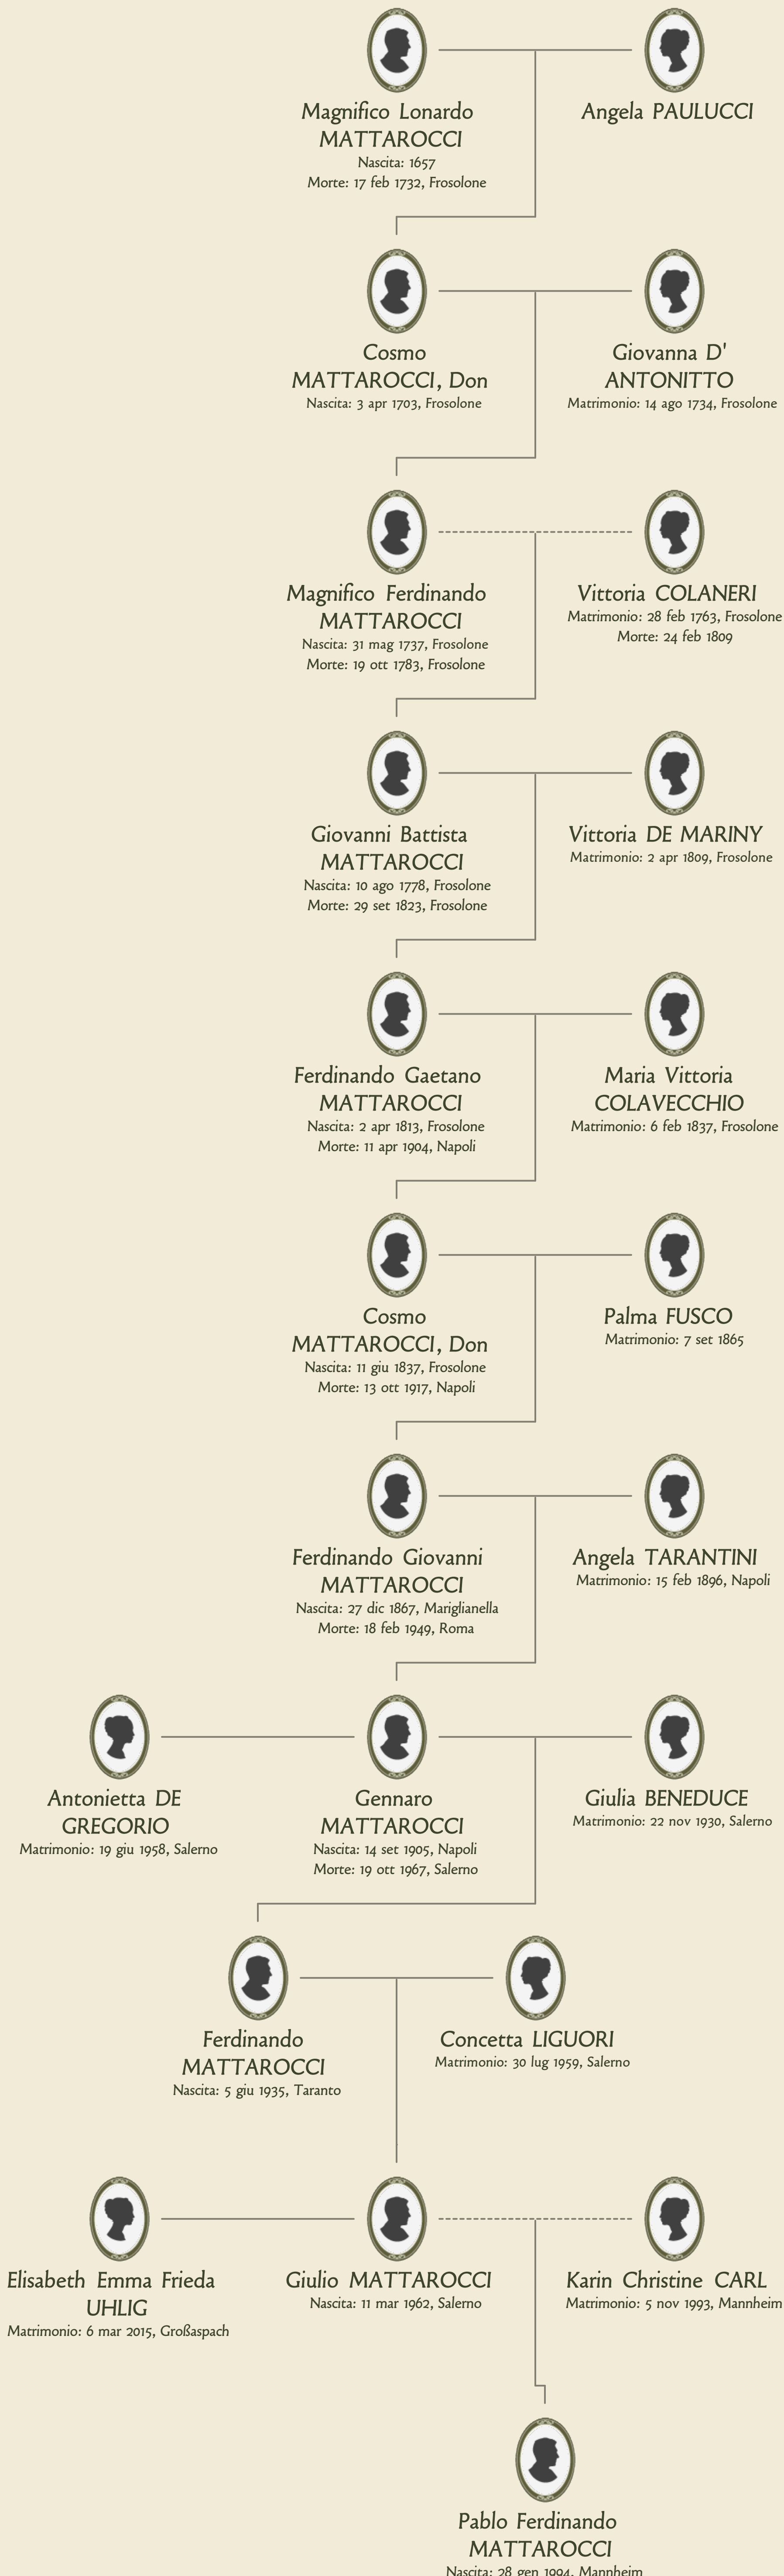 Magnifico Lonardo
MATTAROCCI
Nascita: 1657
Morte: 17 feb 1732, Frosolone
Angela PAULUCCI
Cosmo
MATTAROCCI, Don
Nascita: 3 apr 1703, Frosolone
Giovanna D'
ANTONITTO
Matrimonio: 14 ago 1734, Frosolone
Magnifico Ferdinando
MATTAROCCI
Nascita: 31 mag 1737, Frosolone
Morte: 19 ott 1783, Frosolone
Vittoria COLANERI
Matrimonio: 28 feb 1763, Frosolone
Morte: 24 feb 1809
Giovanni Battista
MATTAROCCI
Nascita: 10 ago 1778, Frosolone
Morte: 29 set 1823, Frosolone
Vittoria DE MARINY
Matrimonio: 2 apr 1809, Frosolone
Ferdinando Gaetano
MATTAROCCI
Nascita: 2 apr 1813, Frosolone
Morte: 11 apr 1904, Napoli
Maria Vittoria
COLAVECCHIO
Matrimonio: 6 feb 1837, Frosolone
Cosmo
MATTAROCCI, Don
Nascita: 11 giu 1837, Frosolone
Morte: 13 ott 1917, Napoli
Palma FUSCO
Matrimonio: 7 set 1865
Ferdinando Giovanni
MATTAROCCI
Nascita: 27 dic 1867, Mariglianella
Morte: 18 feb 1949, Roma
Angela TARANTINI
Matrimonio: 15 feb 1896, Napoli
Antonietta DE
GREGORIO
Matrimonio: 19 giu 1958, Salerno
Gennaro
MATTAROCCI
Nascita: 14 set 1905, Napoli
Morte: 19 ott 1967, Salerno
Giulia BENEDUCE
Matrimonio: 22 nov 1930, Salerno
Ferdinando
MATTAROCCI
Nascita: 5 giu 1935, Taranto
Concetta LIGUORI
Matrimonio: 30 lug 1959, Salerno
Elisabeth Emma Frieda
UHLIG
Matrimonio: 6 mar 2015, Großaspach
Giulio MATTAROCCI
Nascita: 11 mar 1962, Salerno
Karin Christine CARL
Matrimonio: 5 nov 1993, Mannheim
Pablo Ferdinando
MATTAROCCI
Nascita: 28 gen 1994, Mannheim